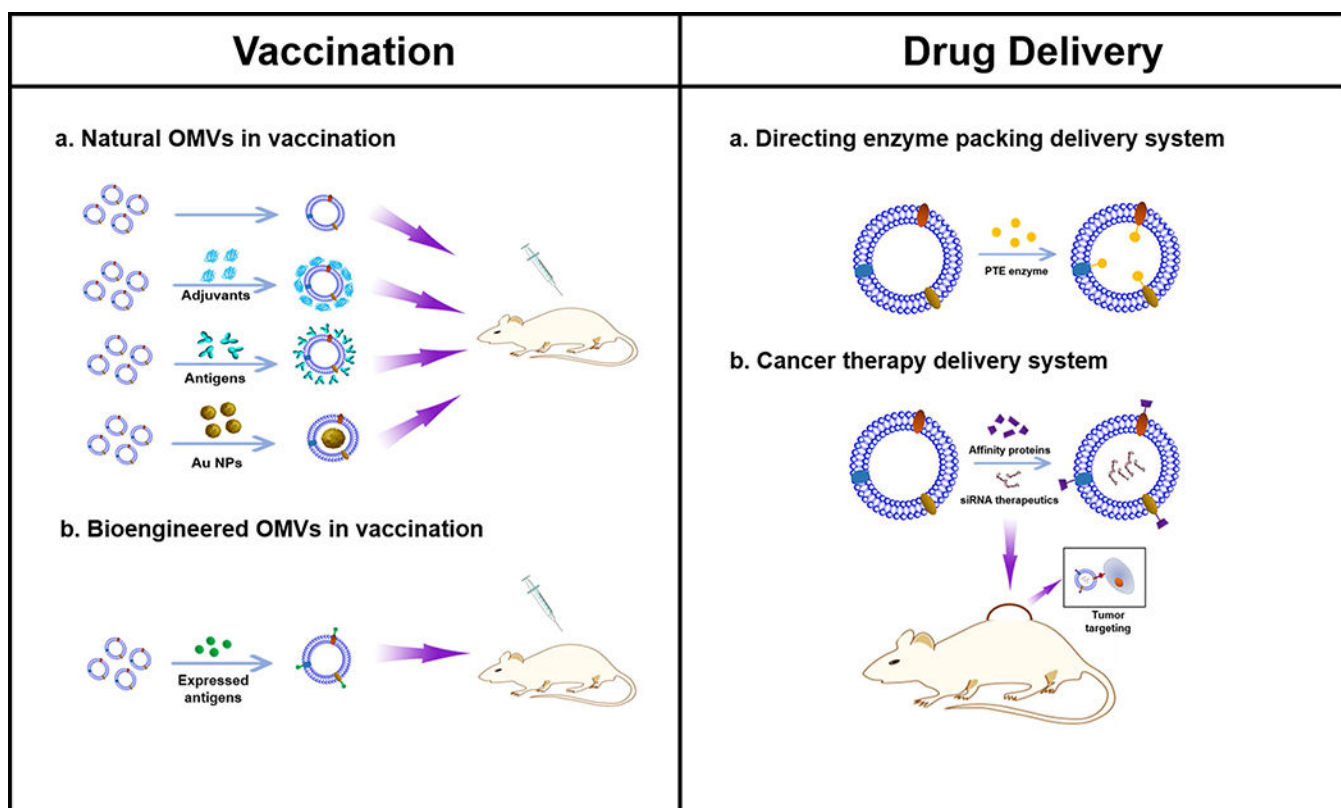 Vaccination
a. Natural OMVs in vaccination
Adjuvants
Antigens
Au NPs
b. Bioengineered OMVs in vaccination
Expressed
antigens
Drug Delivery
a. Directing enzyme packing delivery system
PTE enzyme
b. Cancer therapy delivery system
Affinity proteins
siRNA therapeutics
Tumor
targeting